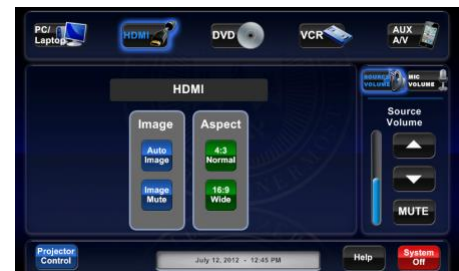 PC/
Laptop
HDMI
DVD
VCR
AUX
A/V
HDMI
Image
Aspect
Auto
Image
4:3
Normal
Image
Mute
16:9
Wide
SOURCE
VOLUME
MIC
VOLUME
Source
Volume
MUTE
Projector
Control
July 12, 2012 - 12:45 PM
Help
System
Off